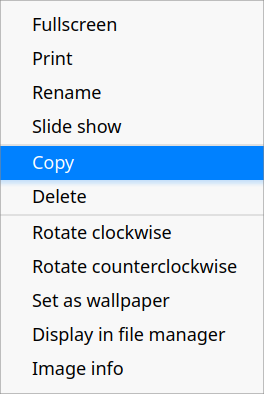 Fullscreen
Print
Rename
Slide show
Copy
Delete
Rotate clockwise
Rotate counterclockwise
Set as wallpaper
Display in file manager
Image info